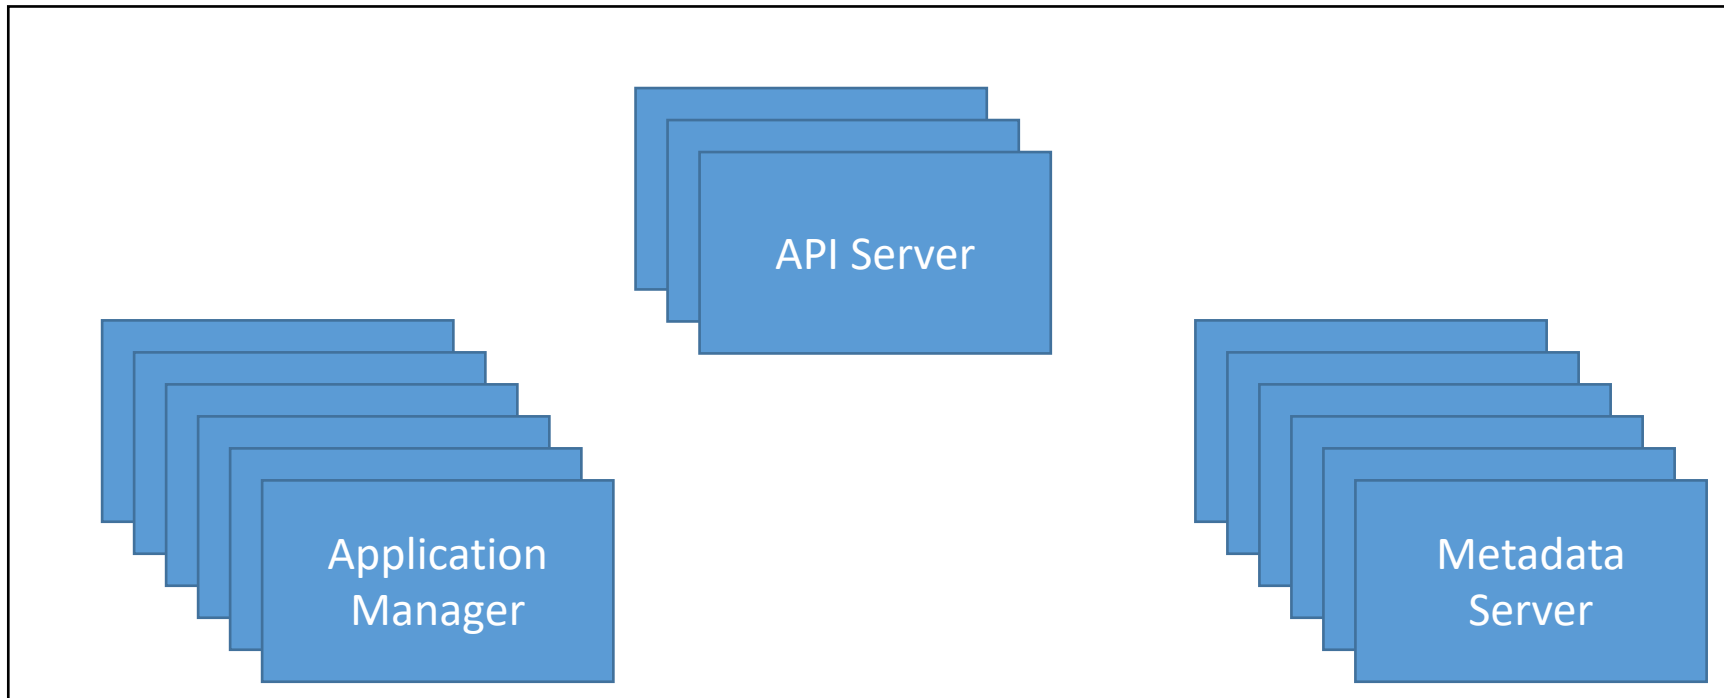 API Server
Application
Manager
Metadata
Server